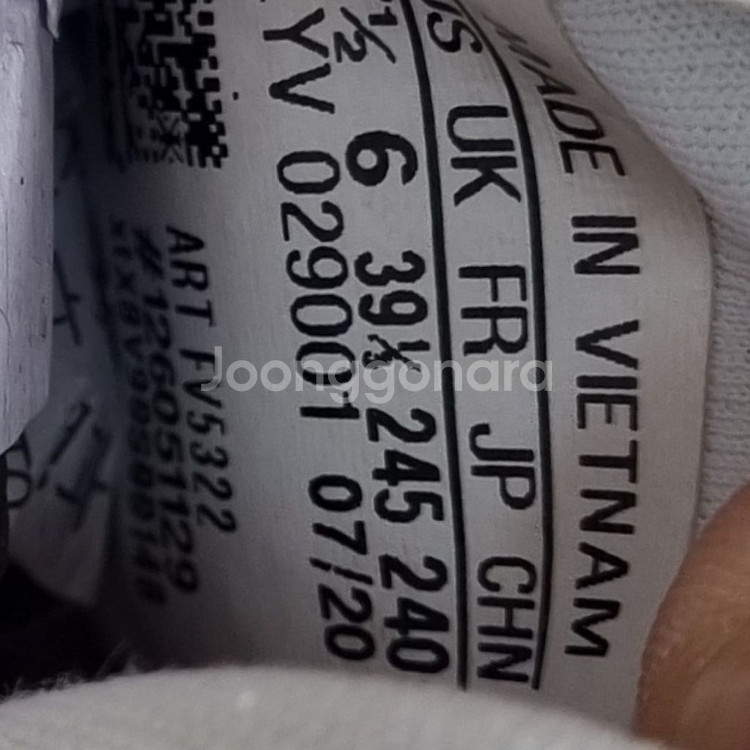 MADE IN VIETNAM
US UK FR JP CHN
½ 6 39⅓ 245 240
YV 029001 07/20
ART FV5322
#126051129
Joonggonara